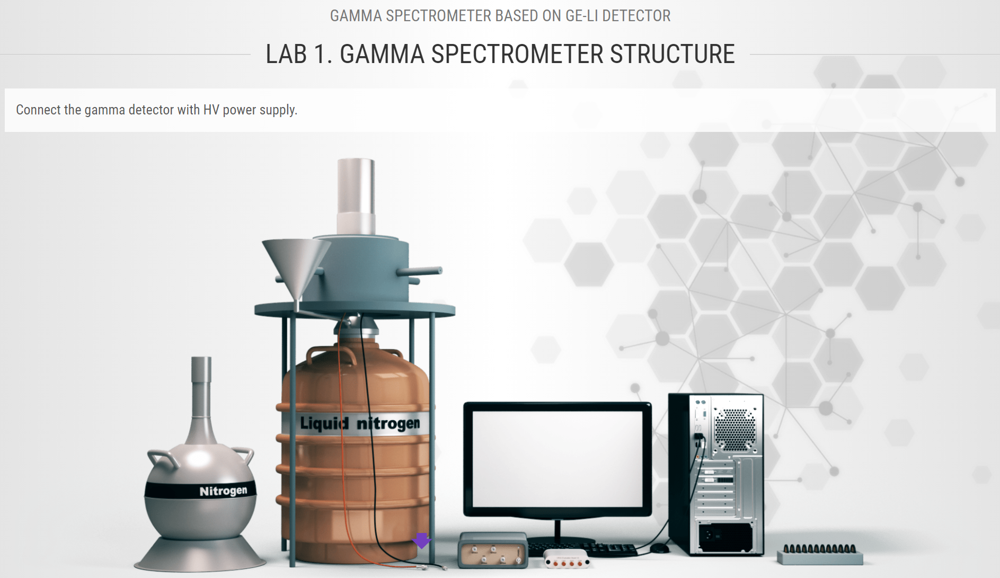 GAMMA SPECTROMETER BASED ON GE-LI DETECTOR
LAB 1. GAMMA SPECTROMETER STRUCTURE
Connect the gamma detector with HV power supply.
Liquid nitrogen
Nitrogen